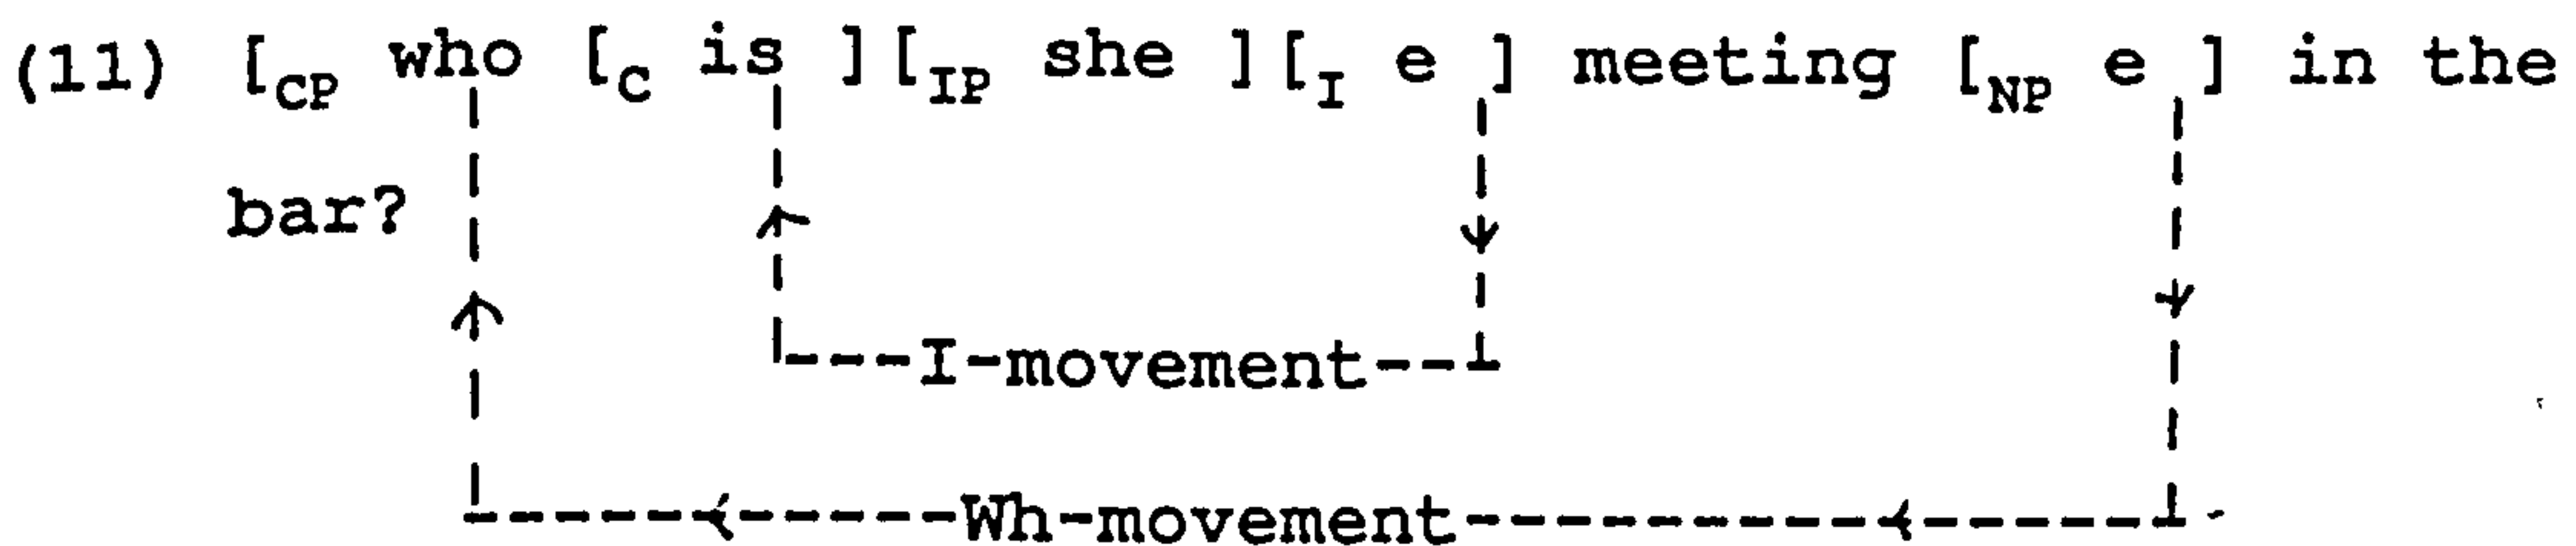 (11) [CP who [C is ][IP she ][I e ] meeting [NP e ] in the
bar?
I-movement
Wh-movement